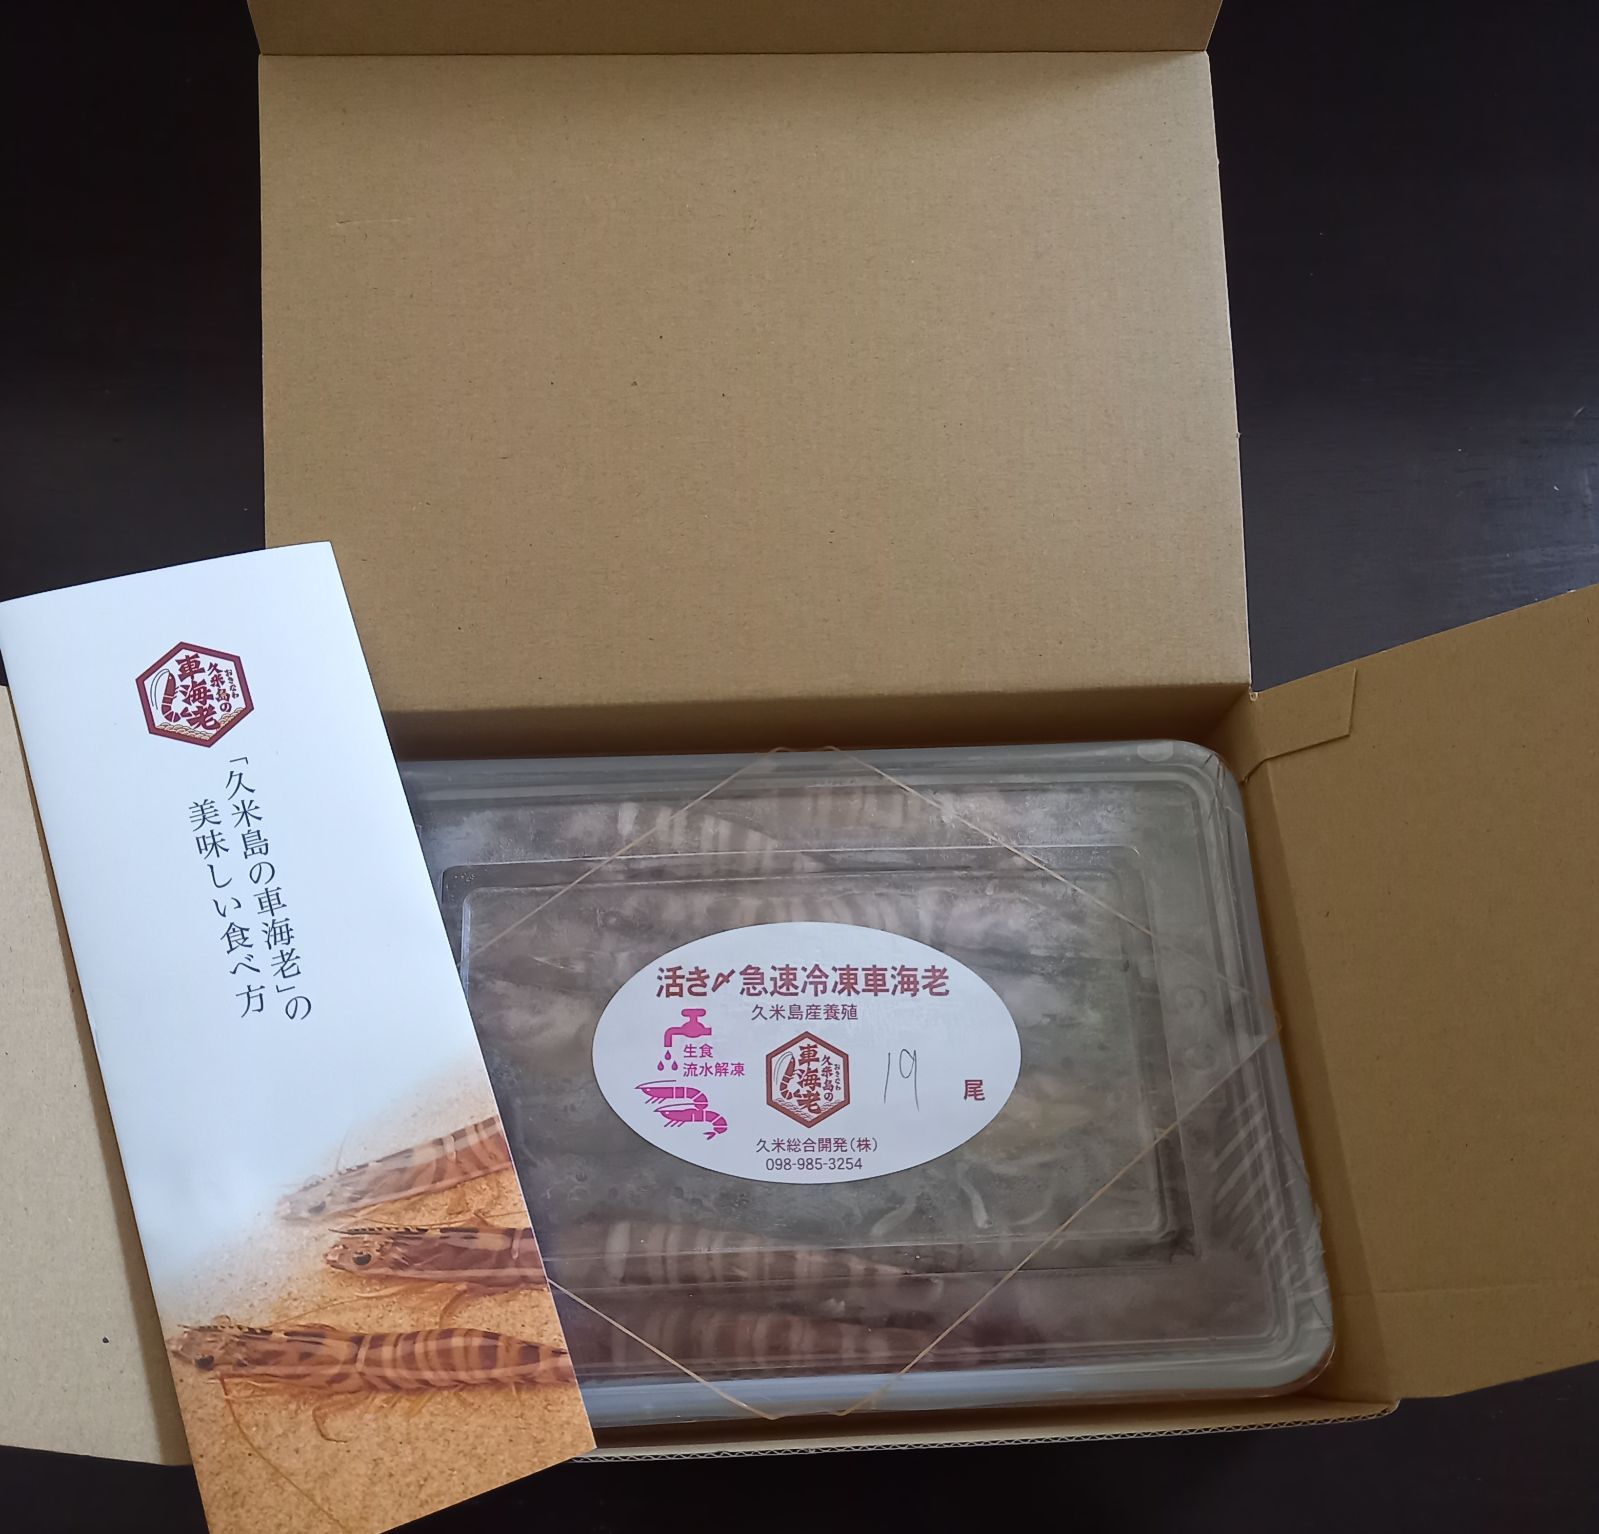 おきなわ
久米島の
車海老
「久米島の車海老」の
美味しい食べ方
活き〆急速冷凍車海老
久米島産養殖
生食
流水解凍
おきなわ
久米島の
車海老
19 尾
久米総合開発(株)
098-985-3254